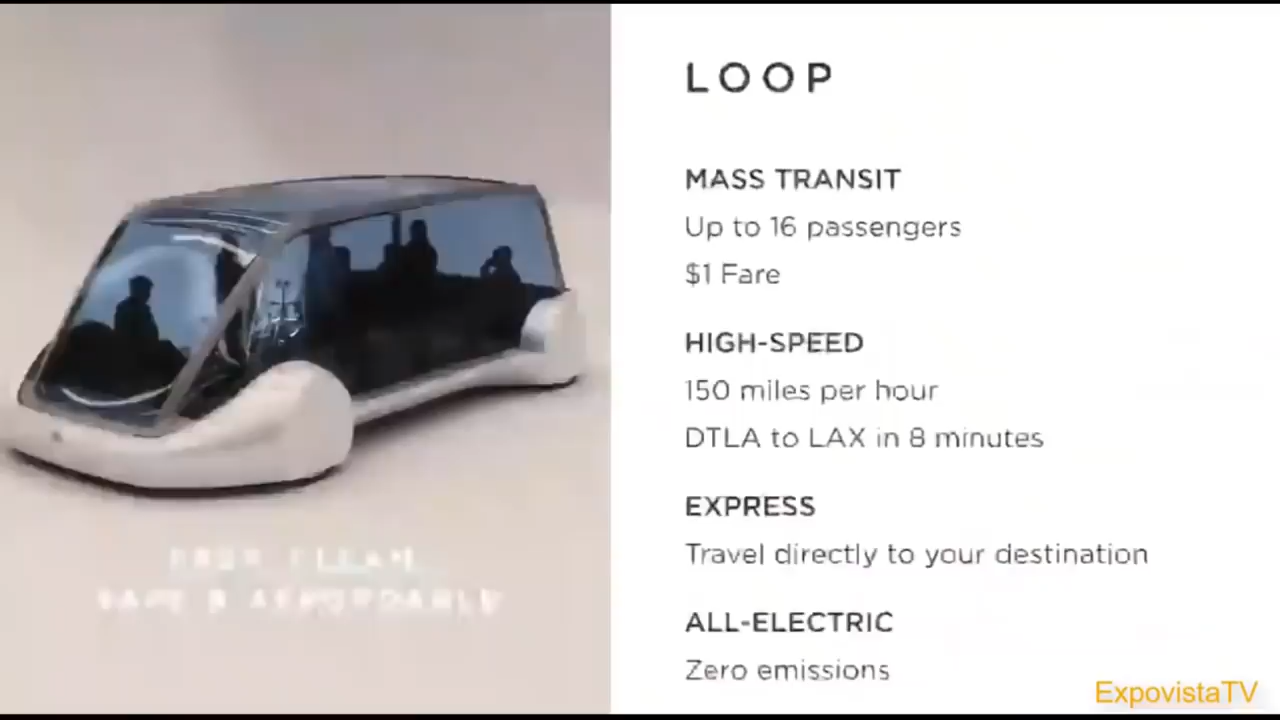 LOOP
MASS TRANSIT
Up to 16 passengers
$1 Fare
HIGH-SPEED
150 miles per hour
DTLA to LAX in 8 minutes
EXPRESS
Travel directly to your destination
ALL-ELECTRIC
Zero emissions
ExpovistaTV